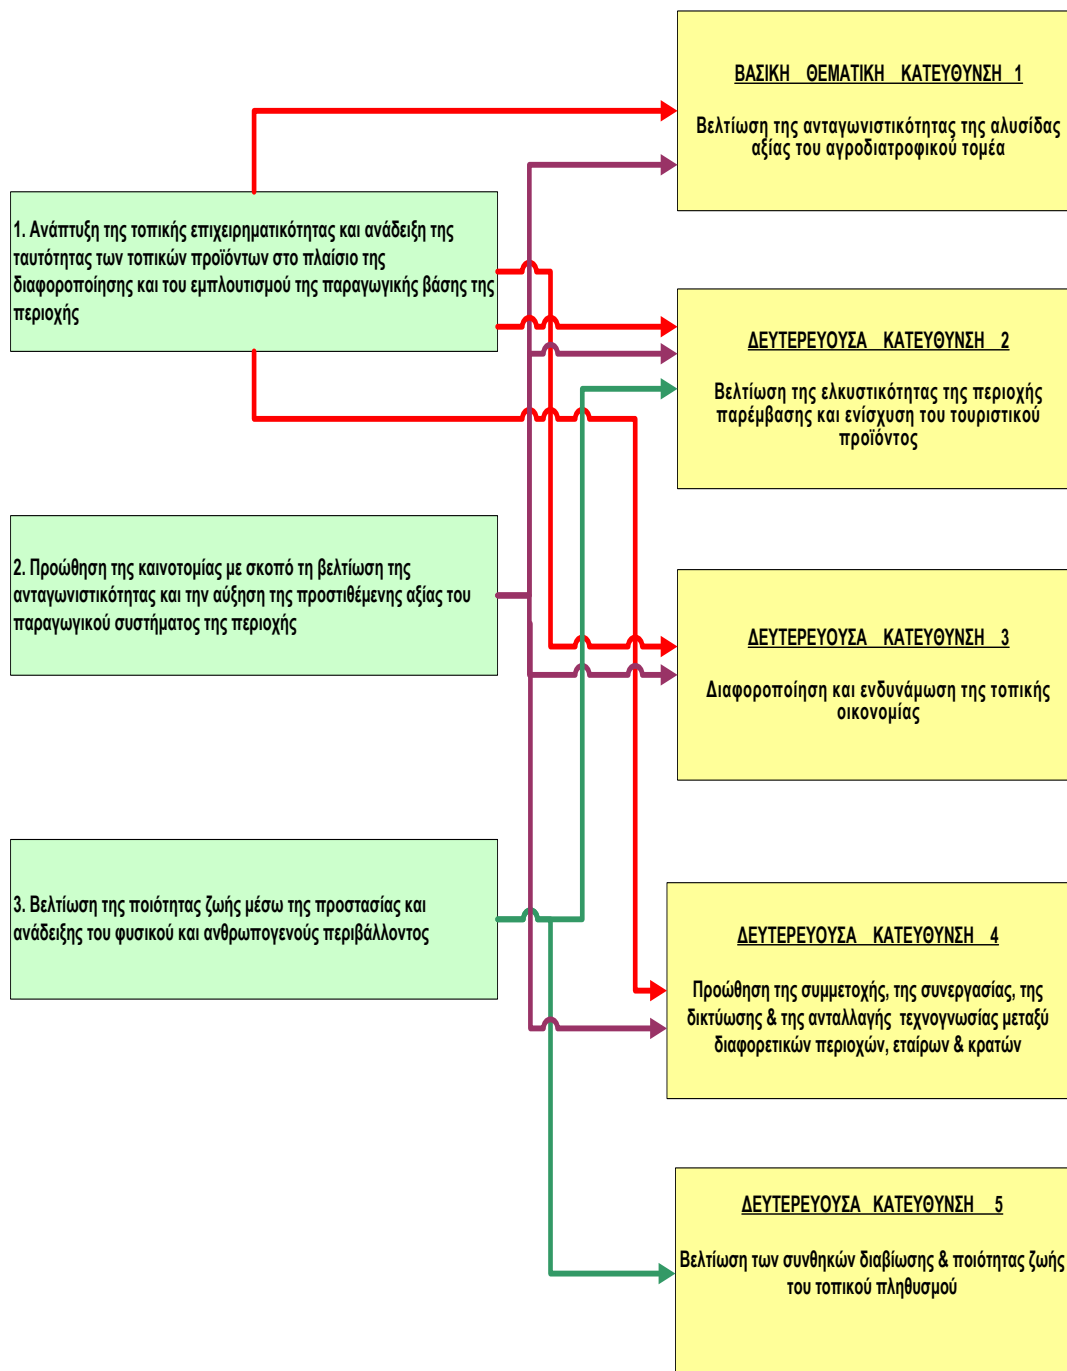 ΒΑΣΙΚΗ ΘΕΜΑΤΙΚΗ ΚΑΤΕΥΘΥΝΣΗ 1
Βελτίωση της ανταγωνιστικότητας της αλυσίδας
αξίας του αγροδιατροφικού τομέα
1. Ανάπτυξη της τοπικής επιχειρηματικότητας και ανάδειξη της
ταυτότητας των τοπικών προϊόντων στο πλαίσιο της
διαφοροποίησης και του εμπλουτισμού της παραγωγικής βάσης της
περιοχής
ΔΕΥΤΕΡΕΥΟΥΣΑ ΚΑΤΕΥΘΥΝΣΗ 2
Βελτίωση της ελκυστικότητας της περιοχής
παρέμβασης και ενίσχυση του τουριστικού
προϊόντος
2. Προώθηση της καινοτομίας με σκοπό τη βελτίωση της
ανταγωνιστικότητας και την αύξηση της προστιθέμενης αξίας του
παραγωγικού συστήματος της περιοχής
ΔΕΥΤΕΡΕΥΟΥΣΑ ΚΑΤΕΥΘΥΝΣΗ 3
Διαφοροποίηση και ενδυνάμωση της τοπικής
οικονομίας
3. Βελτίωση της ποιότητας ζωής μέσω της προστασίας και
ανάδειξης του φυσικού και ανθρωπογενούς περιβάλλοντος
ΔΕΥΤΕΡΕΥΟΥΣΑ ΚΑΤΕΥΘΥΝΣΗ 4
Προώθηση της συμμετοχής, της συνεργασίας, της
δικτύωσης & της ανταλλαγής τεχνογνωσίας μεταξύ
διαφορετικών περιοχών, εταίρων & κρατών
ΔΕΥΤΕΡΕΥΟΥΣΑ ΚΑΤΕΥΘΥΝΣΗ 5
Βελτίωση των συνθηκών διαβίωσης & ποιότητας ζωής
του τοπικού πληθυσμού